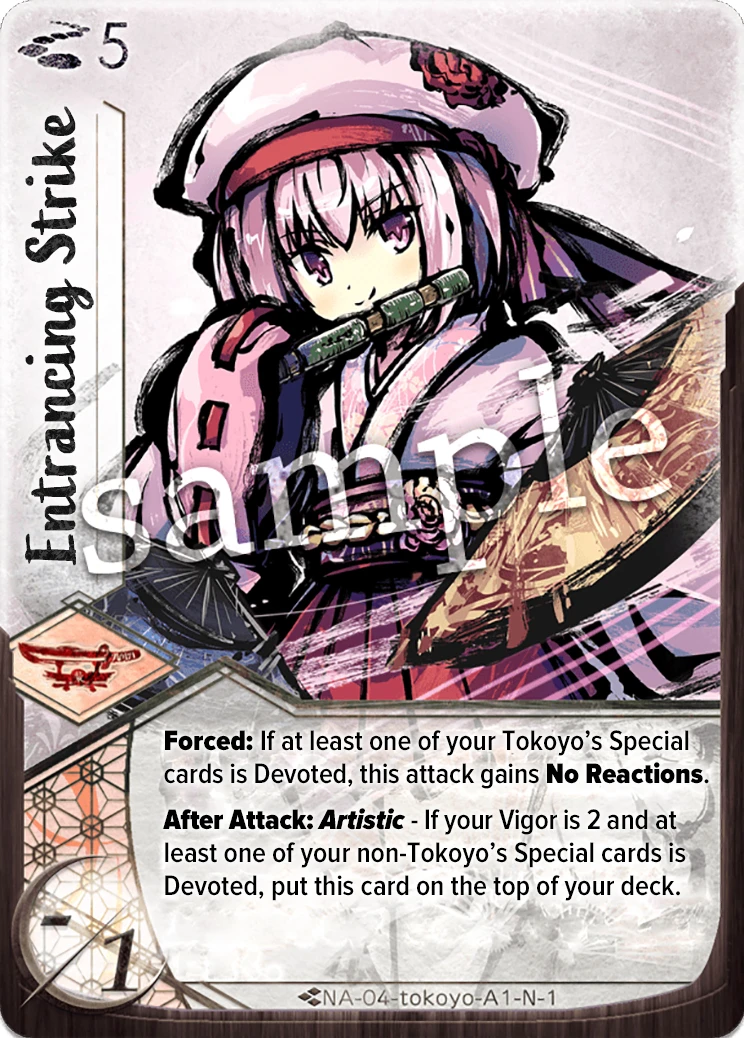 5
Entrancing Strike
sample
Forced: If at least one of your Tokoyo’s Special
cards is Devoted, this attack gains No Reactions.
After Attack: Artistic - If your Vigor is 2 and at
least one of your non-Tokoyo’s Special cards is
Devoted, put this card on the top of your deck.
-/1
NA-04-tokoyo-A1-N-1